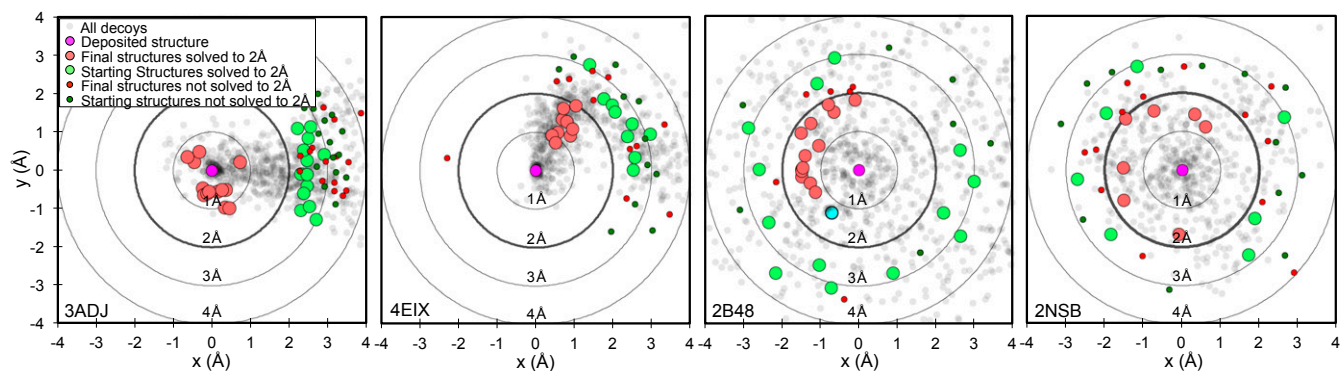 All decoys
Deposited structure
Final structures solved to 2Å
Starting Structures solved to 2Å
Final structures not solved to 2Å
Starting structures not solved to 2Å
y (Å)
4
3
2
1
0
-1
-2
-3
-4
1Å
2Å
3Å
4Å
3ADJ
-4 -3 -2 -1 0 1 2 3 4
x (Å)
1Å
2Å
3Å
4Å
4EIX
-4 -3 -2 -1 0 1 2 3 4
x (Å)
1Å
2Å
3Å
4Å
2B48
-4 -3 -2 -1 0 1 2 3 4
x (Å)
1Å
2Å
3Å
4Å
2NSB
-4 -3 -2 -1 0 1 2 3 4
x (Å)